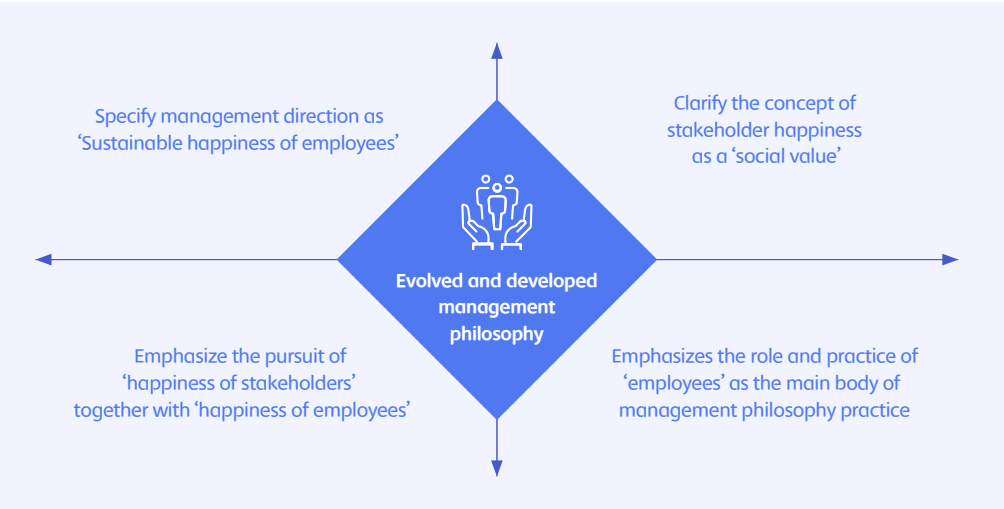 Specify management direction as
‘Sustainable happiness of employees’
Clarify the concept of
stakeholder happiness
as a ‘social value’
Evolved and developed
management
philosophy
Emphasize the pursuit of
‘happiness of stakeholders’
together with ‘happiness of employees’
Emphasizes the role and practice of
‘employees’ as the main body of
management philosophy practice